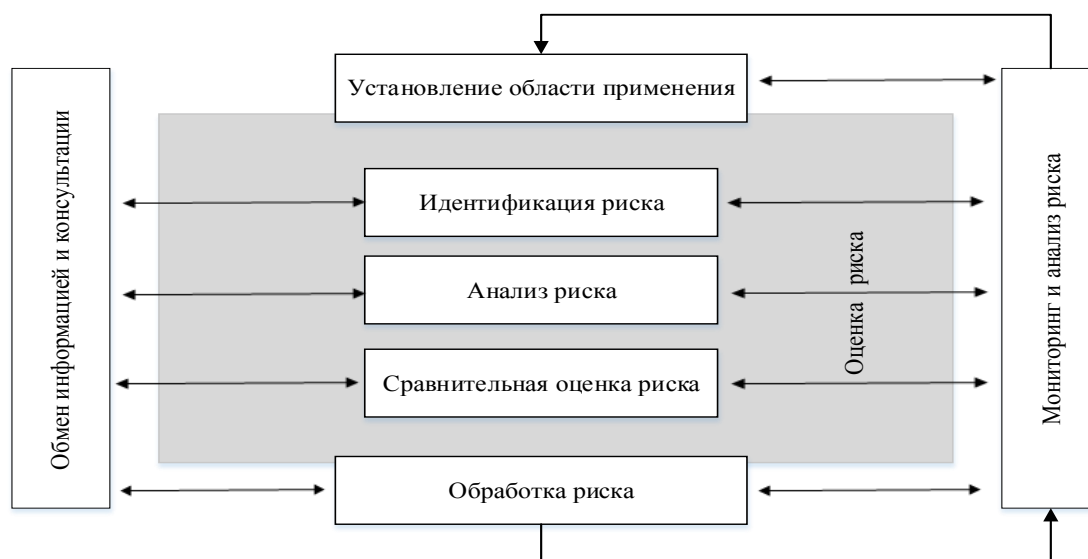 Установление области применения
Обмен информацией и консультации
Идентификация риска
Анализ риска
Сравнительная оценка риска
Обработка риска
Оценка риска
Мониторинг и анализ риска